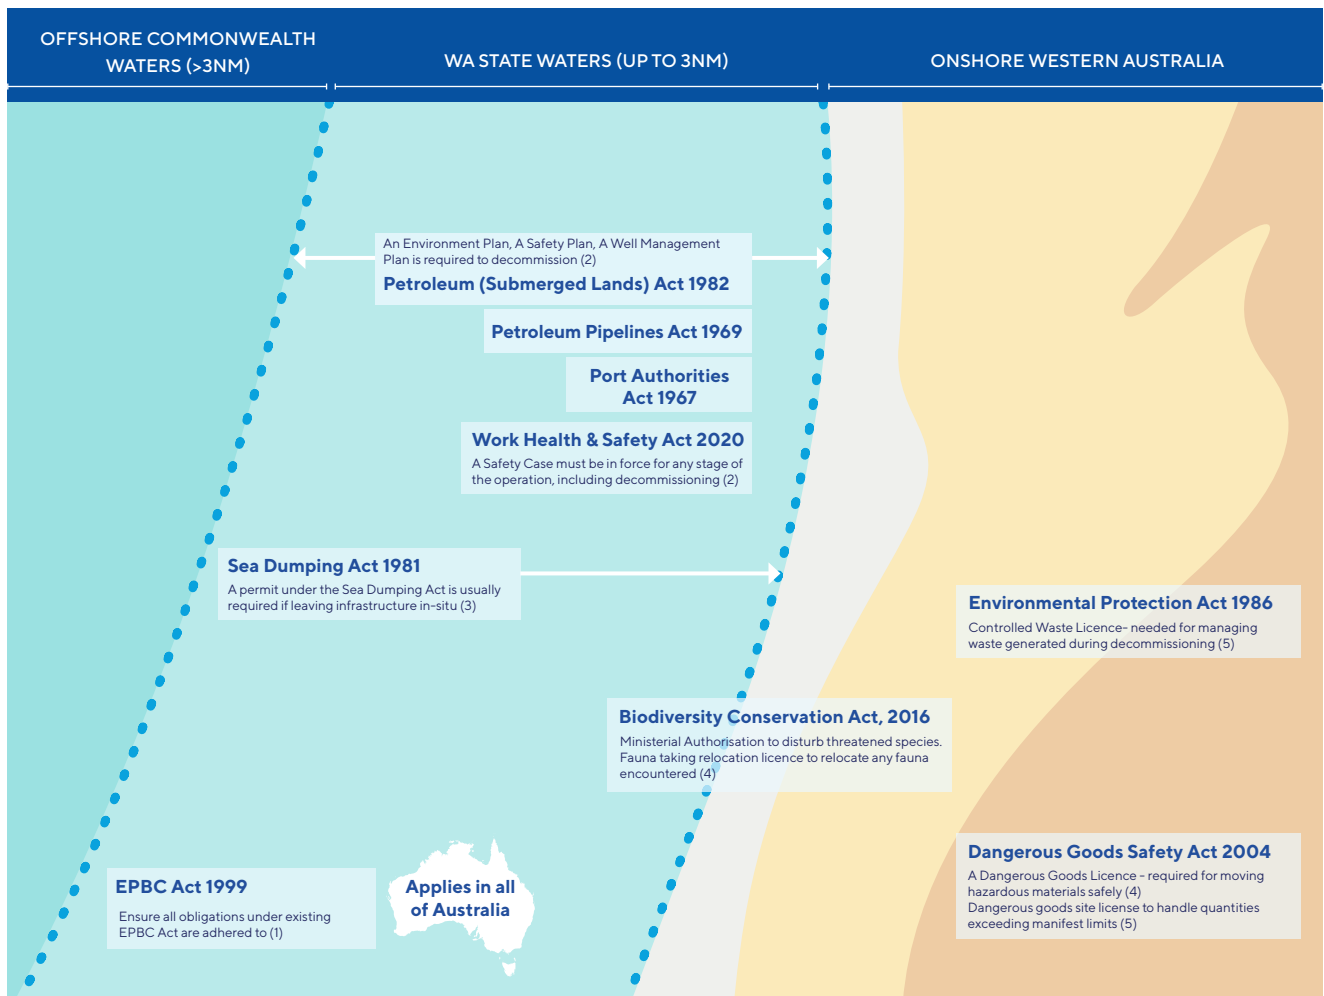 OFFSHORE COMMONWEALTH
WATERS (>3NM)
WA STATE WATERS (UP TO 3NM)
ONSHORE WESTERN AUSTRALIA
An Environment Plan, A Safety Plan, A Well Management
Plan is required to decommission (2)
Petroleum (Submerged Lands) Act 1982
Petroleum Pipelines Act 1969
Port Authorities
Act 1967
Work Health & Safety Act 2020
A Safety Case must be in force for any stage of
the operation, including decommissioning (2)
Sea Dumping Act 1981
A permit under the Sea Dumping Act is usually
required if leaving infrastructure in-situ (3)
Environmental Protection Act 1986
Controlled Waste Licence- needed for managing
waste generated during decommissioning (5)
Biodiversity Conservation Act, 2016
Ministerial Authorisation to disturb threatened species.
Fauna taking relocation licence to relocate any fauna
encountered (4)
EPBC Act 1999
Ensure all obligations under existing
EPBC Act are adhered to (1)
Applies in all
of Australia
Dangerous Goods Safety Act 2004
A Dangerous Goods Licence - required for moving
hazardous materials safely (4)
Dangerous goods site license to handle quantities
exceeding manifest limits (5)